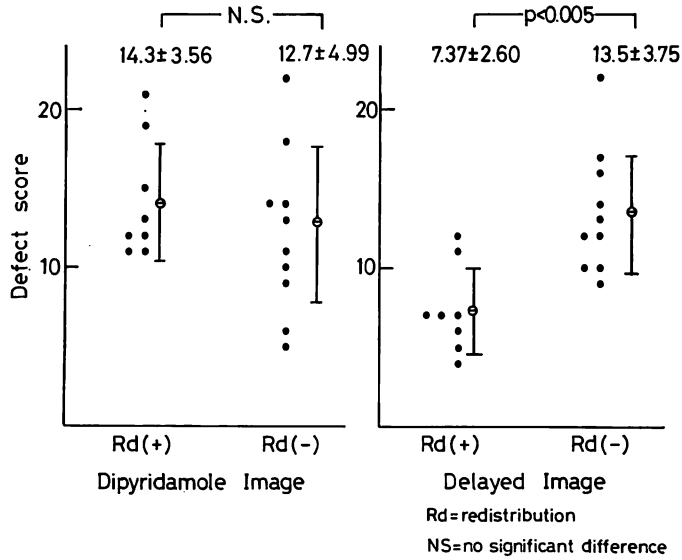 N.S.
p<0.005
14.3±3.56
12.7±4.99
7.37±2.60
13.5±3.75
20
20
10
10
Defect score
Rd(+)
Rd(-)
Rd(+)
Rd(-)
Dipyridamole Image
Delayed Image
Rd=redistribution
NS=no significant difference